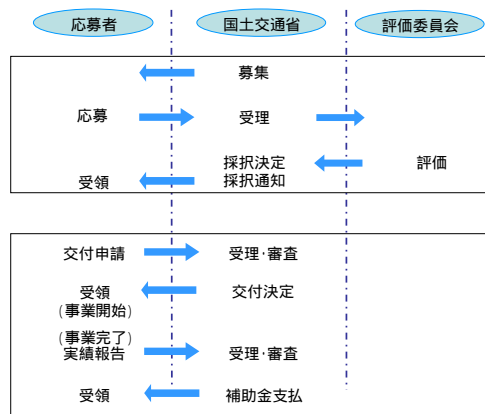 応募者 国土交通省 評価委員会
募集
応募 受理
採択決定 評価
受領 採択通知
交付申請 受理・審査
受領 交付決定
(事業開始)
(事業完了)
実績報告 受理・審査
受領 補助金支払